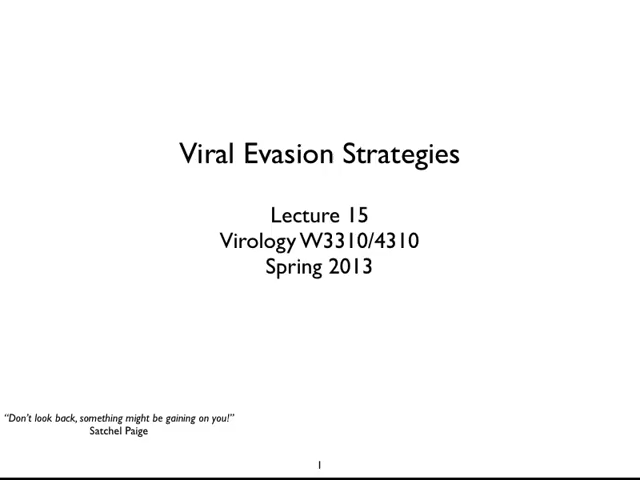 Viral Evasion Strategies
Lecture 15
Virology W3310/4310
Spring 2013
“Don’t look back, something might be gaining on you!”
Satchel Paige
1